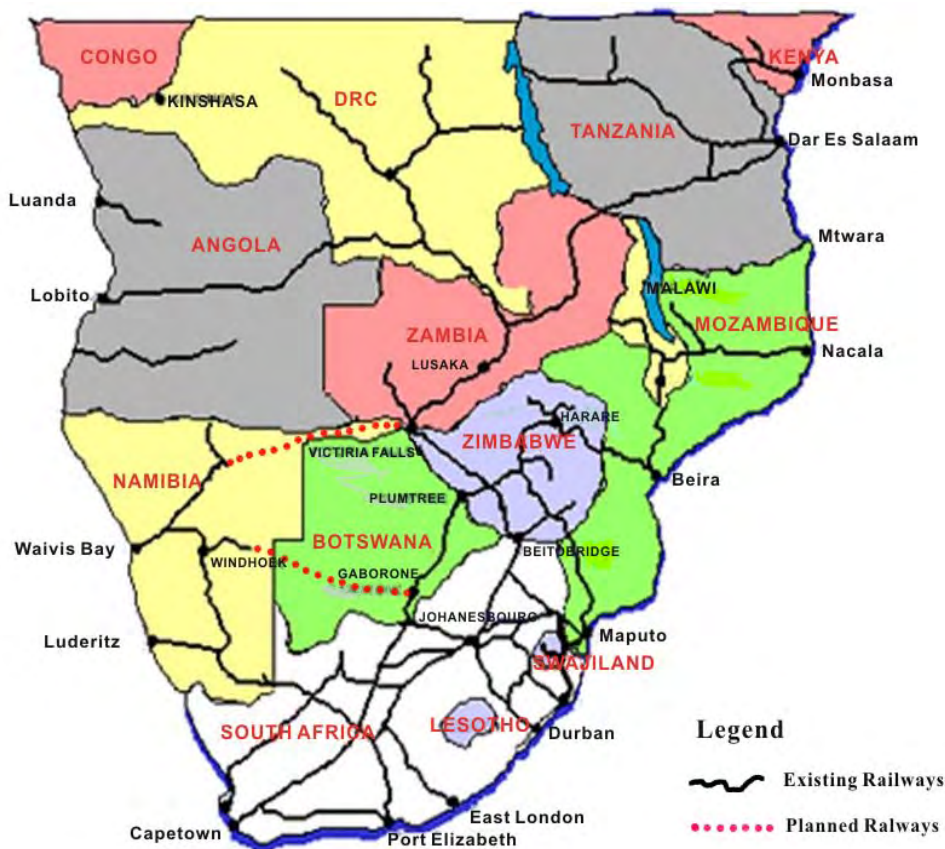 CONGO
KENYA
Monbasa
KINSHASA
DRC
TANZANIA
Dar Es Salaam
Luanda
ANGOLA
Mtwara
Lobito
MALAWI
MOZAMBIQUE
ZAMBIA
Nacala
LUSAKA
HARARE
ZIMBABWE
VICTIRIA FALLS
NAMIBIA
Beira
PLUMTREE
BOTSWANA
Waivis Bay
BEITOBRIDGE
WINDHOEK
GABORONE
JOHANESBOURG
Luderitz
Maputo
SWAJILAND
SOUTH AFRICA
LESOTHO
Durban
Legend
Existing Railways
East London
Capetown
Port Elizabeth
Planned Ralways